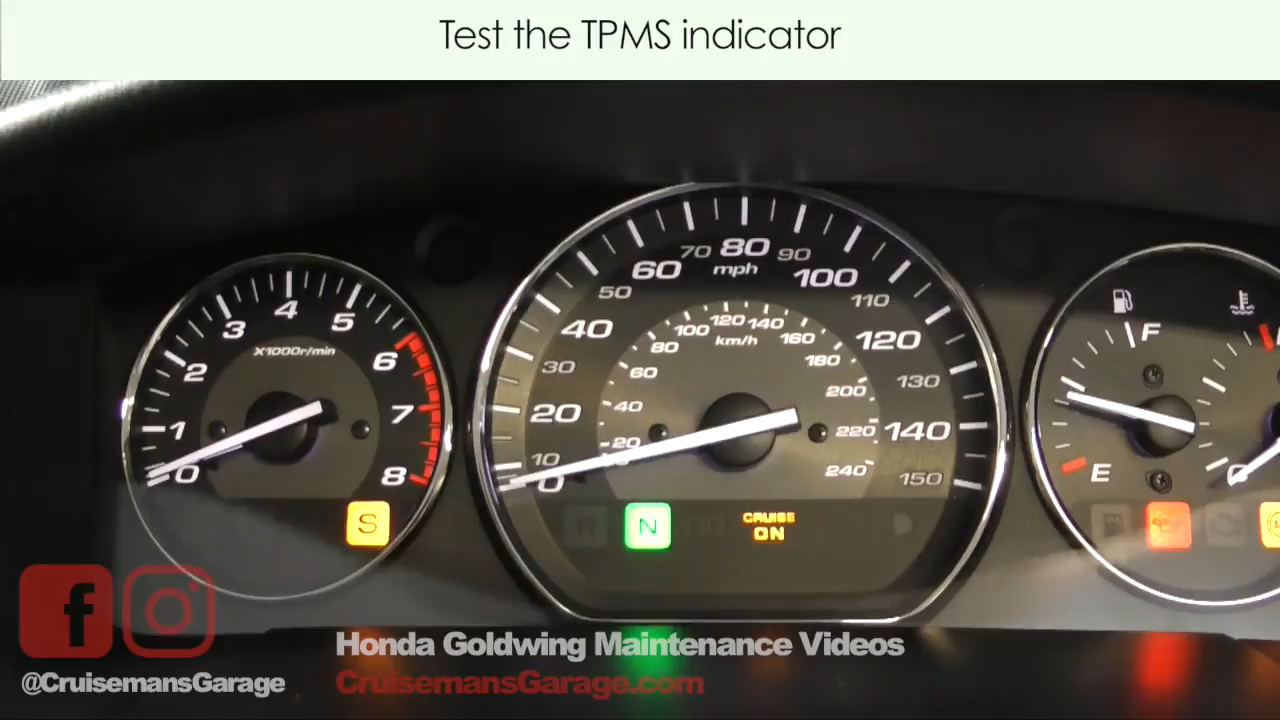 Test the TPMS indicator
70 80 90
mph
60 100
50 110
40 120
30 130
20 140
10 150
0
120 140
100 160
km/h
80 180
60 200
40 220
20 240
4
3 5
X1000r/min
2 6
1 7
0 8
F
E
C
S
N
CRUISE
ON
Honda Goldwing Maintenance Videos
@CruisemansGarage
CruisemansGarage.com